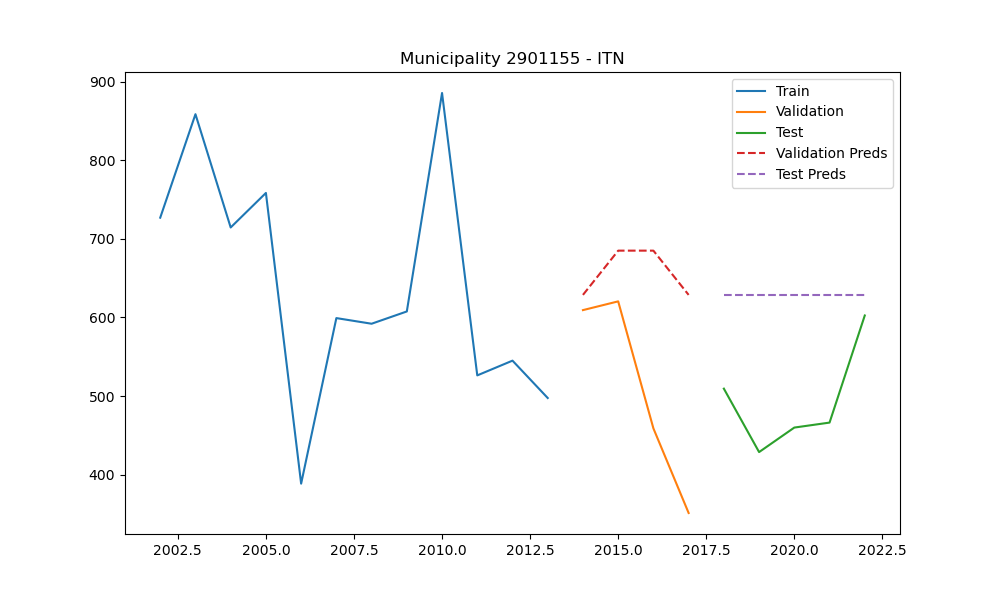 Municipality 2901155 - ITN
900
800
700
600
500
400
Train
Validation
Test
Validation Preds
Test Preds
2002.5 2005.0 2007.5 2010.0 2012.5 2015.0 2017.5 2020.0 2022.5